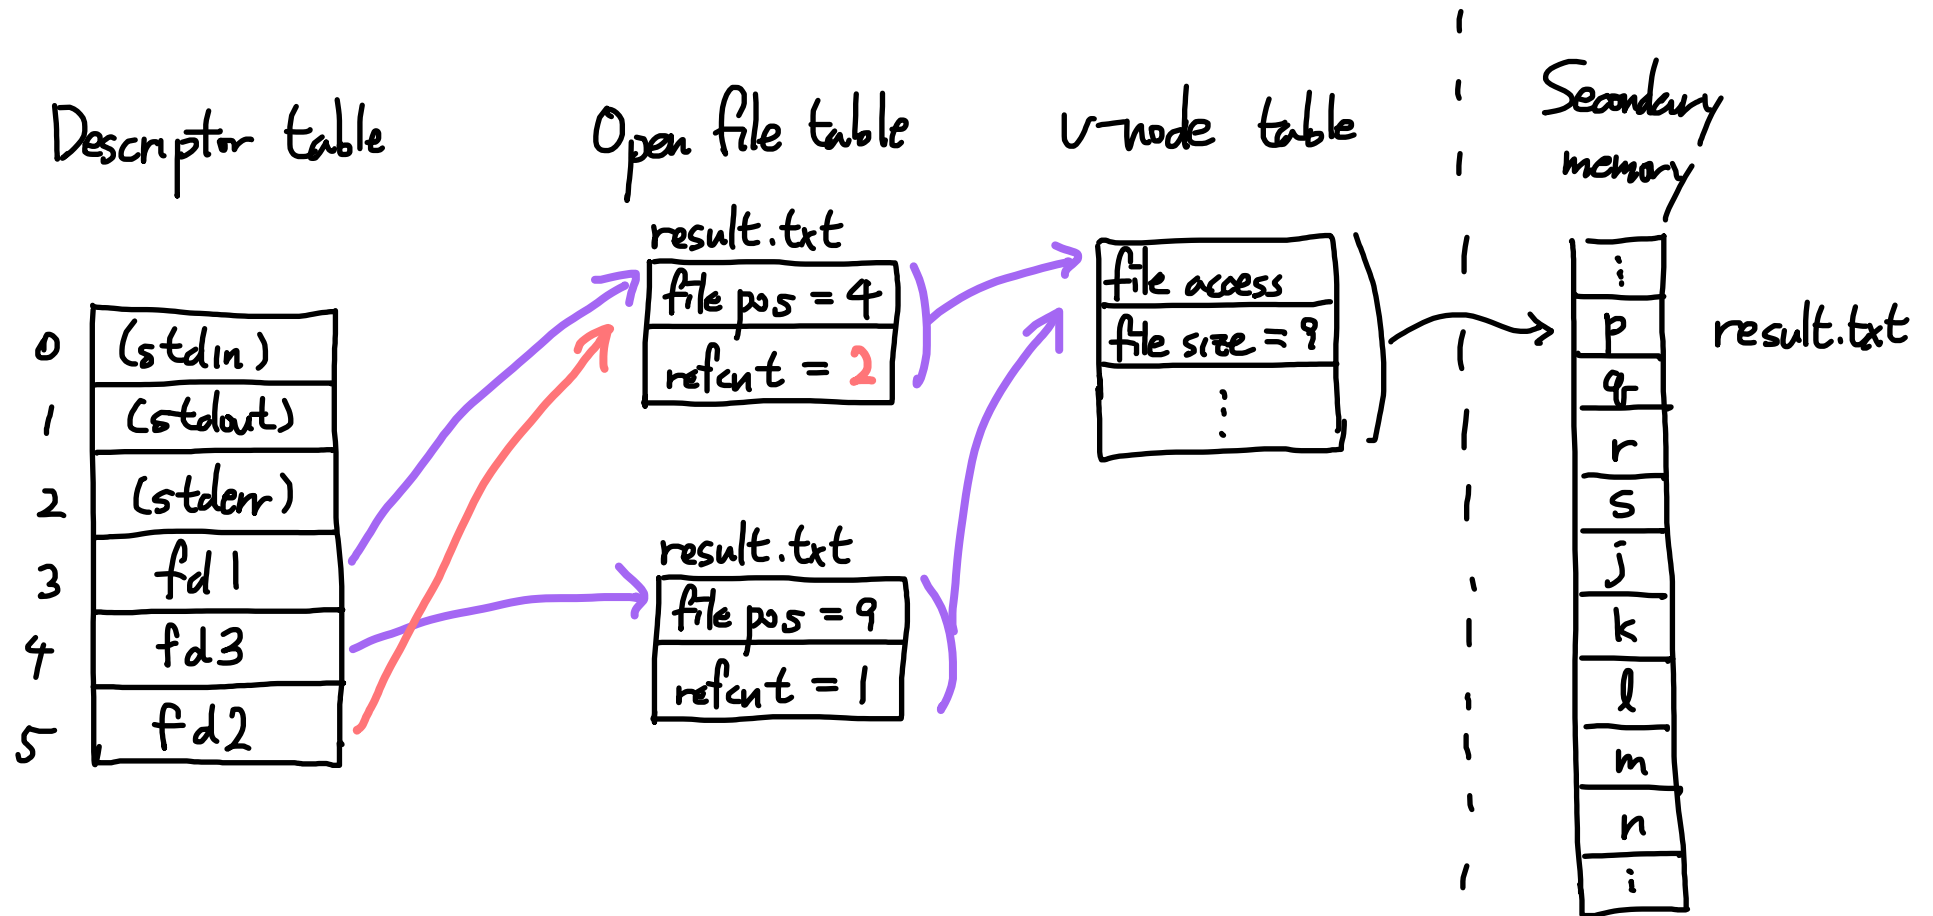 Descriptor table
0 (stdin)
1 (stdout)
2 (stderr)
3 fd1
4 fd3
5 fd2
Open file table
result.txt
file pos = 4
refcnt = 2
result.txt
file pos = 9
refcnt = 1
v-node table
file access
file size = 9
Secondary
memory
result.txt
p
q
r
s
j
k
l
m
n